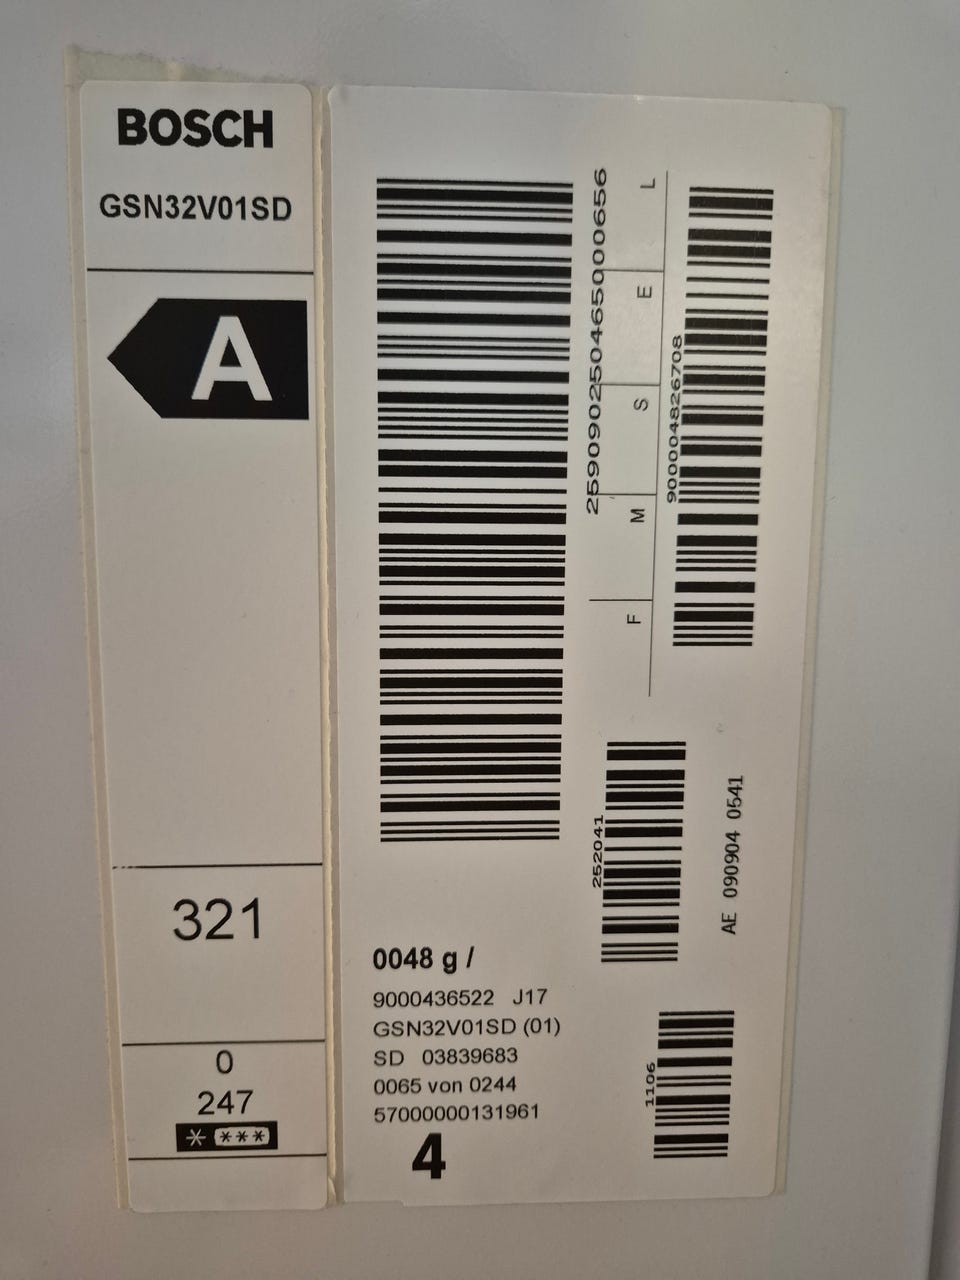 BOSCH
GSN32V01SD
A
321
0
247
259090250465000656
L
E
S
M
F
9000004826708
252041
AE 090904 0541
0048 g /
9000436522 J17
GSN32V01SD (01)
SD 03839683
0065 von 0244
57000000131961
4
1106